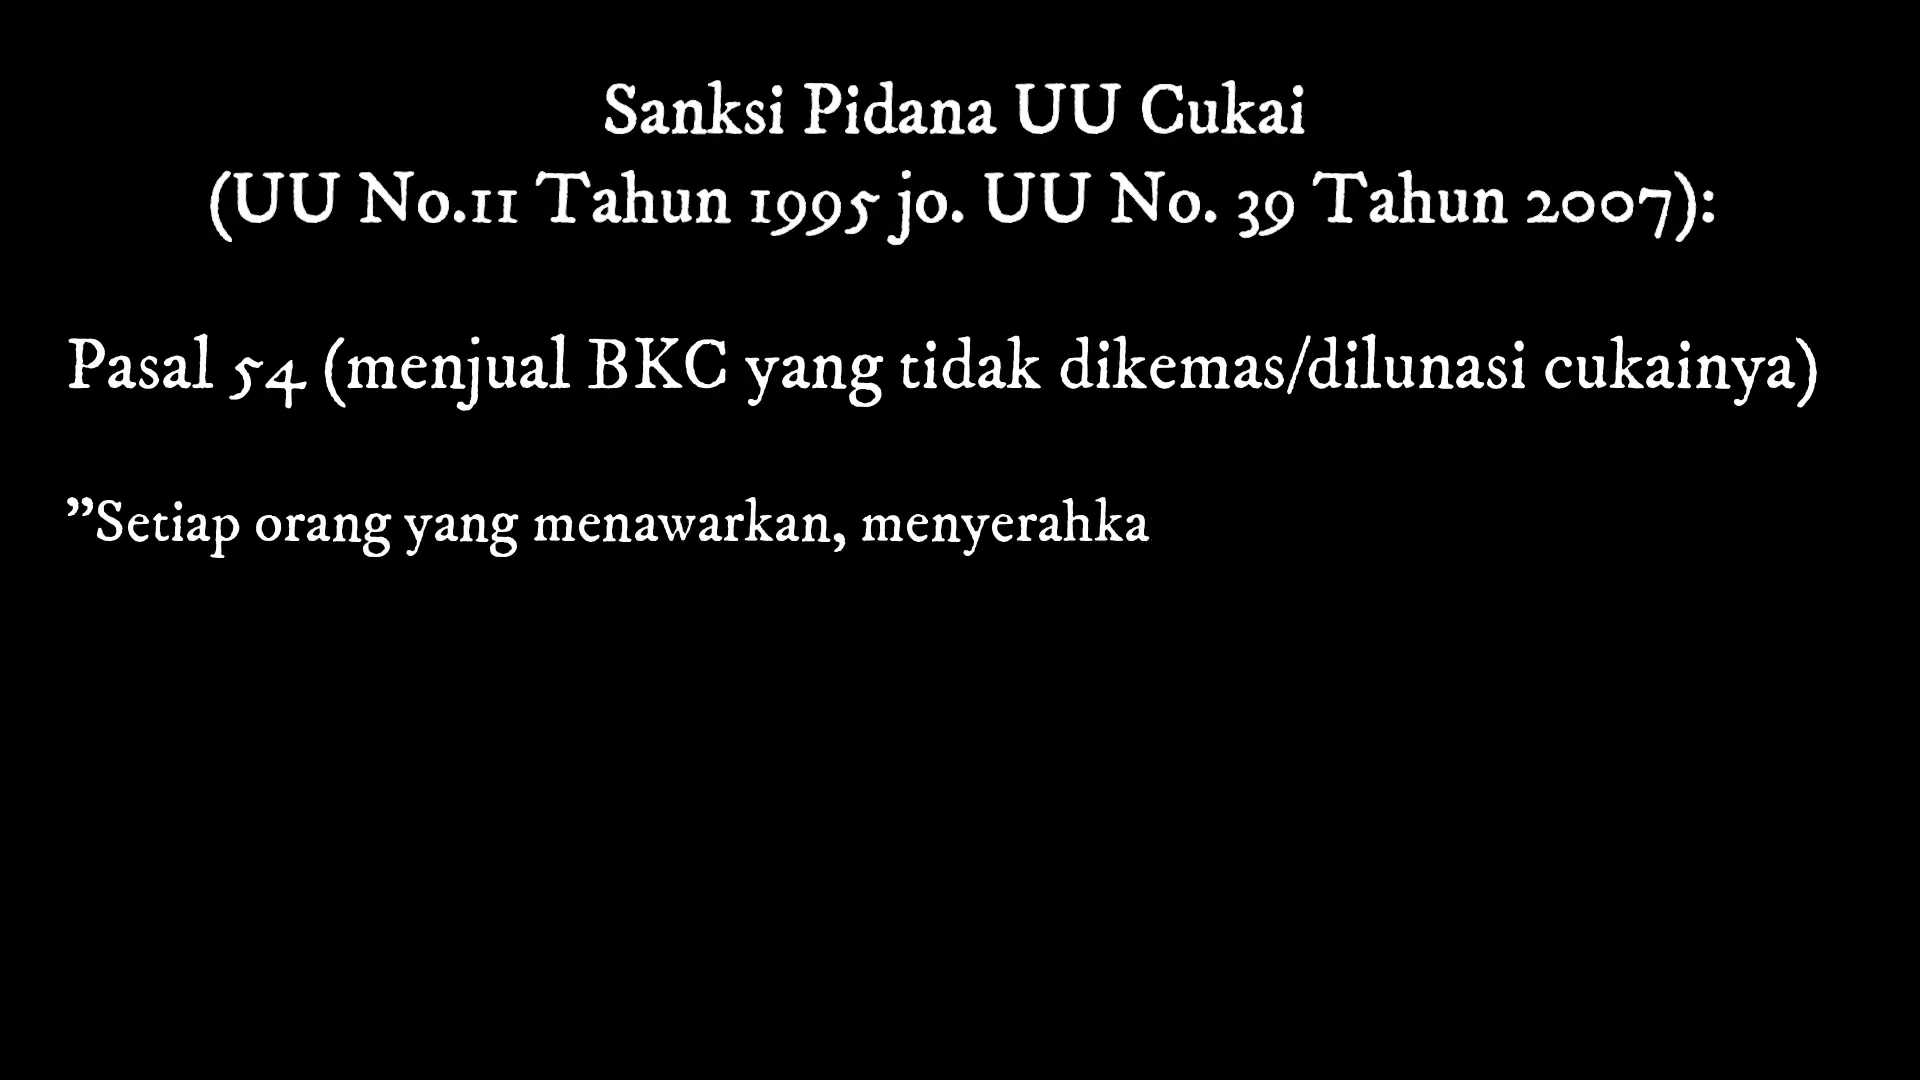 Sanksi Pidana UU Cukai
(UU No.11 Tahun 1995 jo. UU No. 39 Tahun 2007):
Pasal 54 (menjual BKC yang tidak dikemas/dilunasi cukainya)
”Setiap orang yang menawarkan, menyerahka